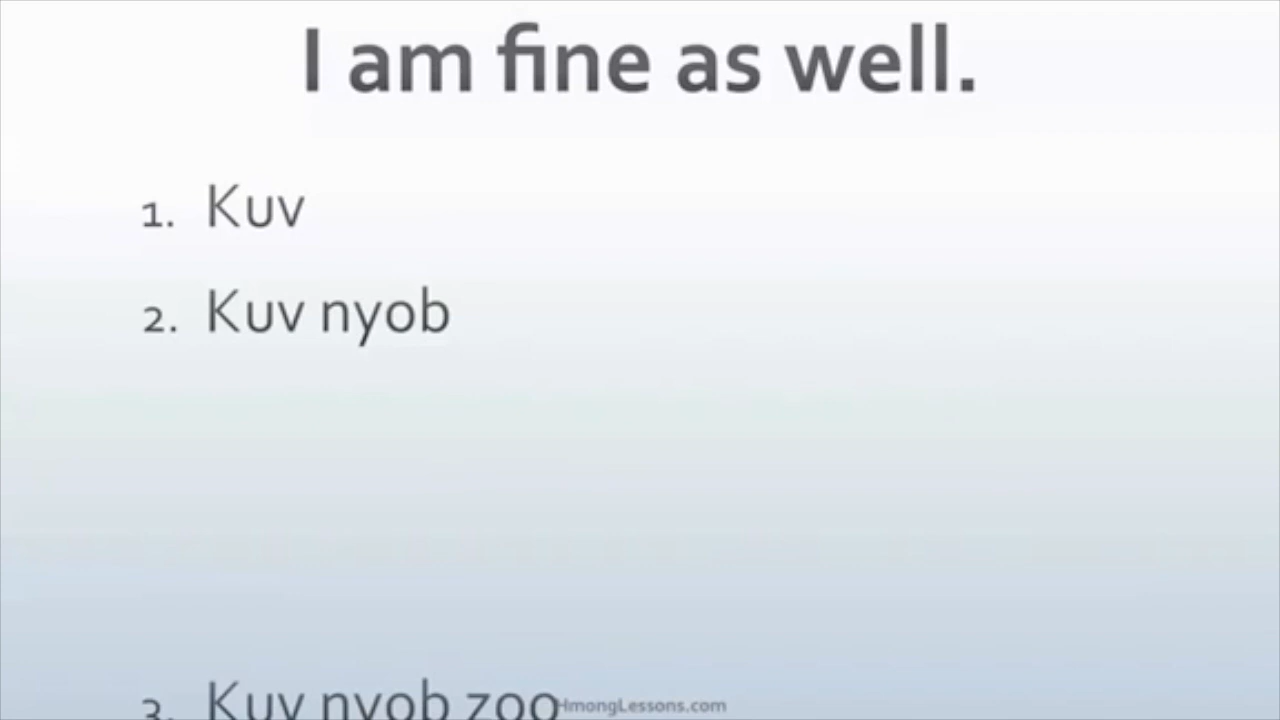 I am fine as well.
1. Kuv
2. Kuv nyob
3. Kuv nyob zoo
HmongLessons.com